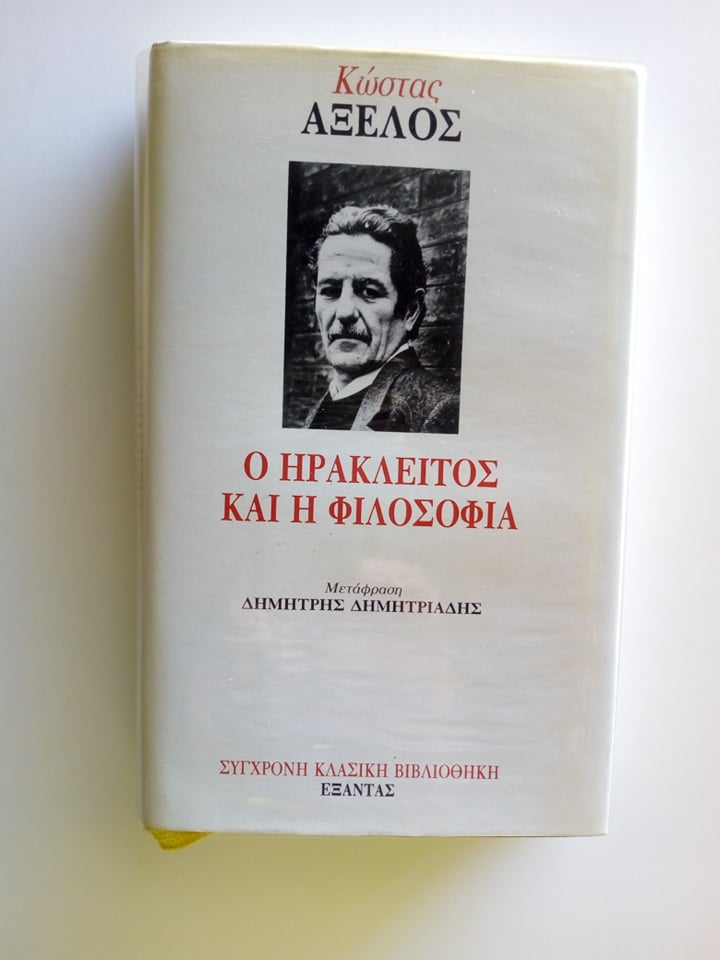 Κώστας
ΑΞΕΛΟΣ
Ο ΗΡΑΚΛΕΙΤΟΣ
ΚΑΙ Η ΦΙΛΟΣΟΦΙΑ
Μετάφραση
ΔΗΜΗΤΡΗΣ ΔΗΜΗΤΡΙΑΔΗΣ
ΣΥΓΧΡΟΝΗ ΚΛΑΣΙΚΗ ΒΙΒΛΙΟΘΗΚΗ
ΕΞΑΝΤΑΣ